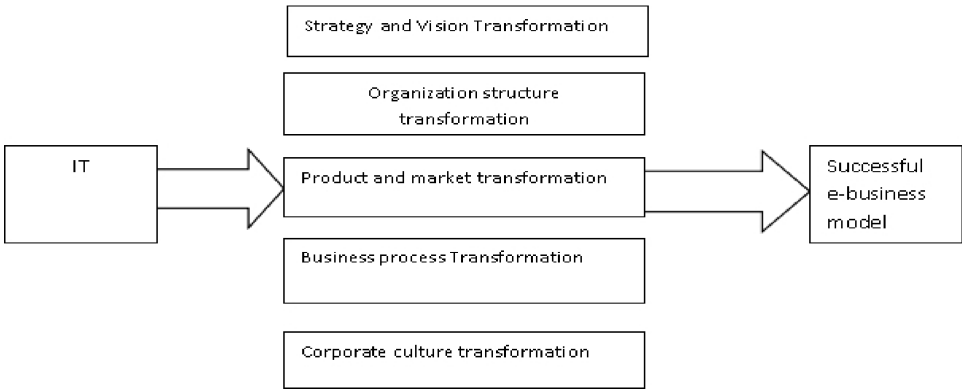 Strategy and Vision Transformation
Organization structure
transformation
IT
Product and market transformation
Successful
e-business
model
Business process Transformation
Corporate culture transformation